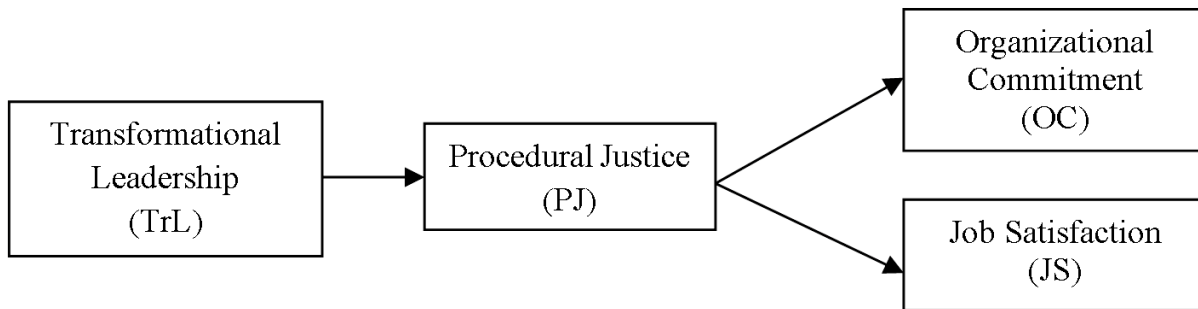 Transformational
Leadership
(TrL)
Procedural Justice
(PJ)
Organizational
Commitment
(OC)
Job Satisfaction
(JS)